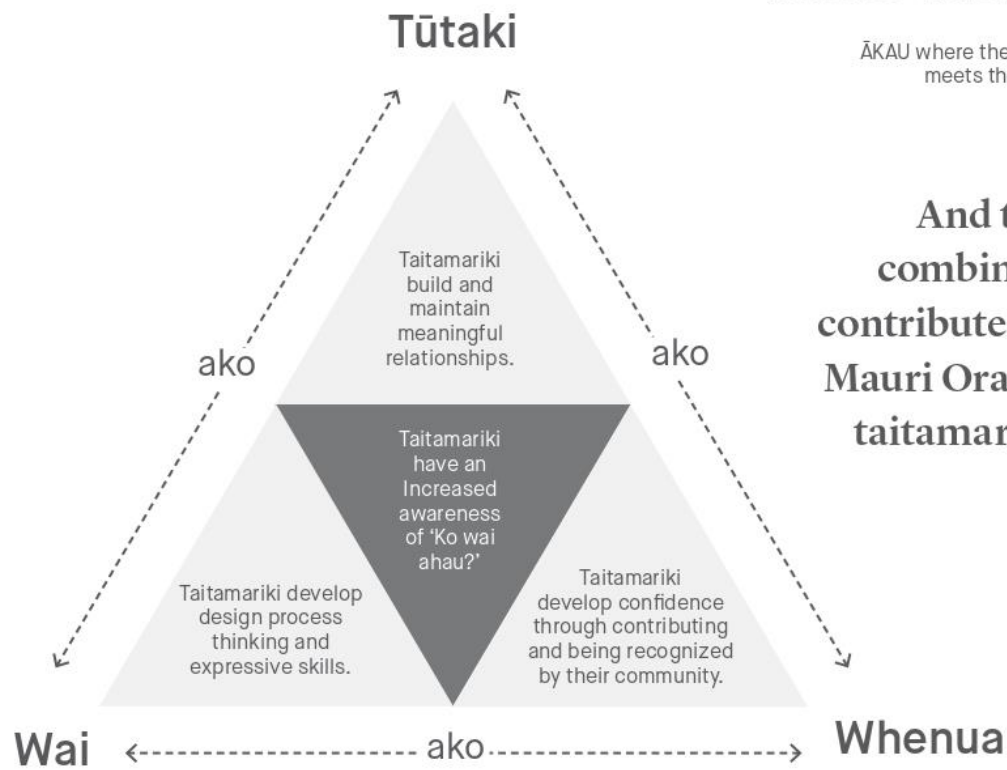 Tūtaki
ĀKAU where the
meets th
And t
combin
contribute
Mauri Ora
taitamar
Taitamariki
build and
maintain
meaningful
relationships.
ako
ako
Taitamariki
have an
Increased
awareness
of ‘Ko wai
ahau?’
Taitamariki develop
design process
thinking and
expressive skills.
Taitamariki
develop confidence
through contributing
and being recognized
by their community.
Wai
ako
Whenua